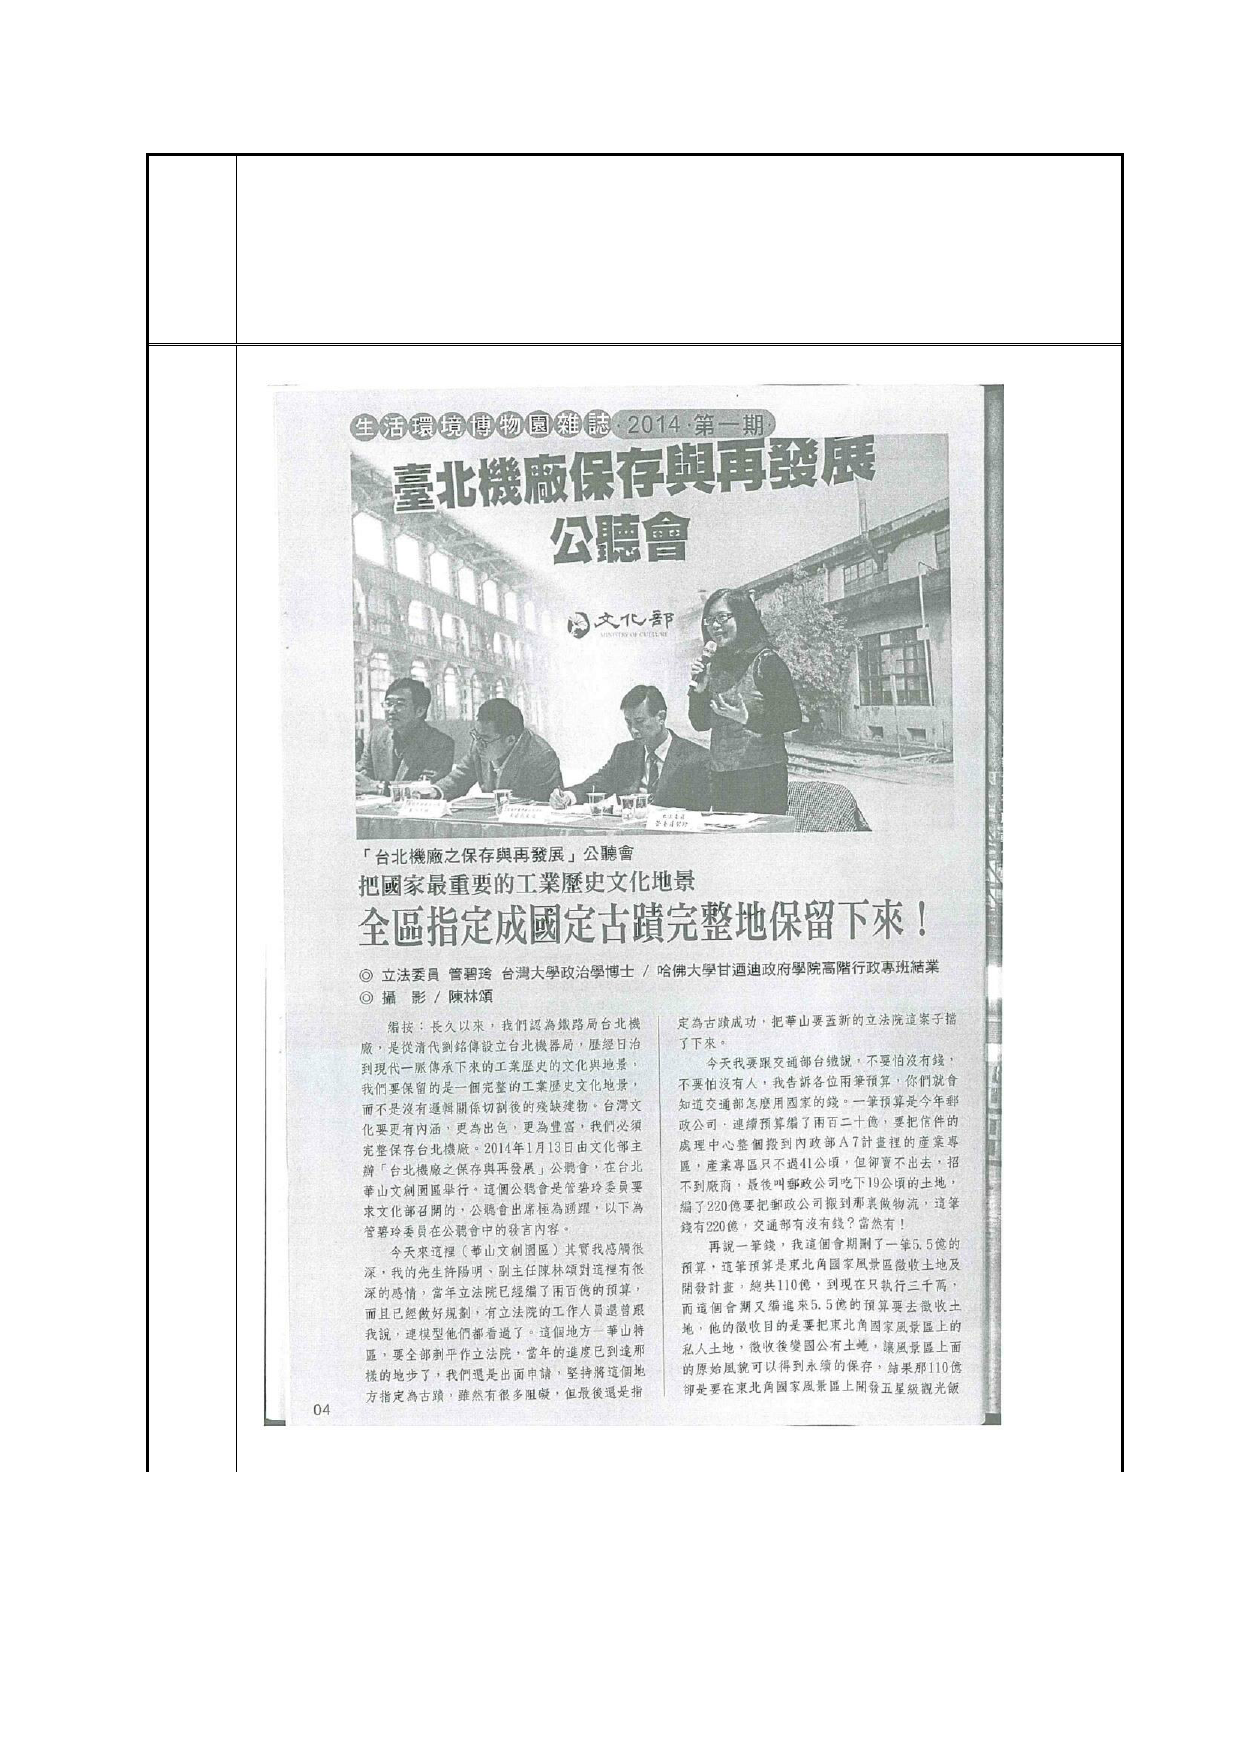 生活環境博物園雜誌·2014·第一期·
臺北機廠保存與再發展
公聽會
文化部
MINISTRY OF CULTURE
「台北機廠之保存與再發展」公聽會
把國家最重要的工業歷史文化地景
全區指定成國定古蹟完整地保留下來！
◎ 立法委員 管碧玲 台灣大學政治學博士 / 哈佛大學甘迺迪政府學院高階行政專班結業
◎ 攝 影 / 陳林頌
編按：長久以來，我們認為鐵路局台北機
廠，是從清代劉銘傳設立台北機器局，歷經日治
到現代一脈傳承下來的工業歷史的文化與地景，
我們要保留的是一個完整的工業歷史文化地景，
而不是沒有邏輯關係切割後的殘缺建物。台灣文
化要更有內涵，更為出色，更為豐富，我們必須
完整保存台北機廠。2014年1月13日由文化部主
辦「台北機廠之保存與再發展」公聽會，在台北
華山文創園區舉行。這個公聽會是管碧玲委員要
求文化部召開的，公聽會出席極為踴躍，以下為
管碧玲委員在公聽會中的發言內容。
今天來這裡（華山文創園區）其實我感觸很
深，我的先生許陽明、副主任陳林頌對這裡有很
深的感情，當年立法院已經編了兩百億的預算，
而且已經做好規劃，有立法院的工作人員還曾跟
我說，連模型他們都看過了。這個地方—華山特
區，要全部剷平作立法院，當年的進度已到達那
樣的地步了，我們還是出面申請，堅持將這個地
方指定為古蹟，雖然有很多阻礙，但最後還是指
定為古蹟成功，把華山要蓋新的立法院這案子擋
了下來。
今天我要跟交通部台鐵說，不要怕沒有錢，
不要怕沒有人，我告訴各位兩筆預算，你們就會
知道交通部怎麼用國家的錢。一筆預算是今年郵
政公司，連續預算編了兩百二十億，要把信件的
處理中心整個搬到內政部A7計畫裡的產業專
區，產業專區只不過41公頃，但卻賣不出去，招
不到廠商，最後叫郵政公司吃下19公頃的土地，
編了220億要把郵政公司搬到那裏做物流，這筆
錢有220億，交通部有沒有錢？當然有！
再說一筆錢，我這個會期刪了一筆5.5億的
預算，這筆預算是東北角國家風景區徵收土地及
開發計畫，總共110億，到現在只執行三千萬，
而這個會期又編進來5.5億的預算要去徵收土
地，他的徵收目的是要把東北角國家風景區上的
私人土地，徵收後變國公有土地，讓風景區上面
的原始風貌可以得到永續的保存，結果那110億
卻是要在東北角國家風景區上開發五星級觀光飯
04